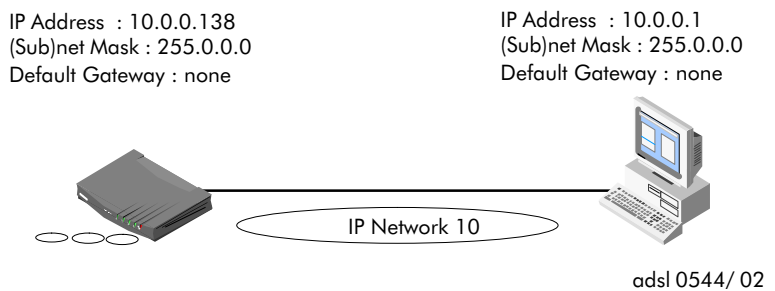 IP Address : 10.0.0.138
(Sub)net Mask : 255.0.0.0
Default Gateway : none
IP Address : 10.0.0.1
(Sub)net Mask : 255.0.0.0
Default Gateway : none
IP Network 10
adsl 0544/ 02